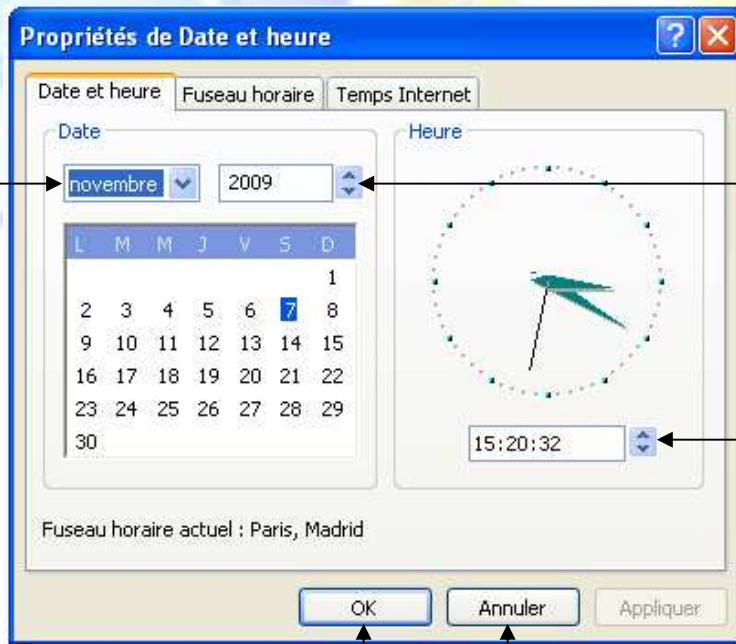 Propriétés de Date et heure
Date et heure Fuseau horaire Temps Internet
Date
novembre 2009
L M M J V S D
1
2 3 4 5 6 7 8
9 10 11 12 13 14 15
16 17 18 19 20 21 22
23 24 25 26 27 28 29
30
Heure
15:20:32
Fuseau horaire actuel : Paris, Madrid
OK Annuler Appliquer